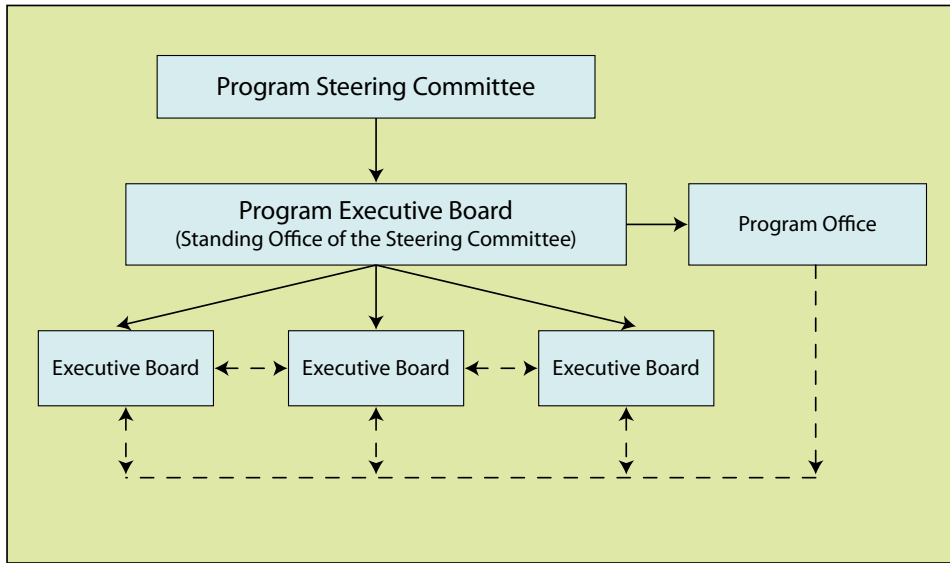 Program Steering Committee
Program Executive Board
(Standing Office of the Steering Committee)
Program Office
Executive Board
Executive Board
Executive Board